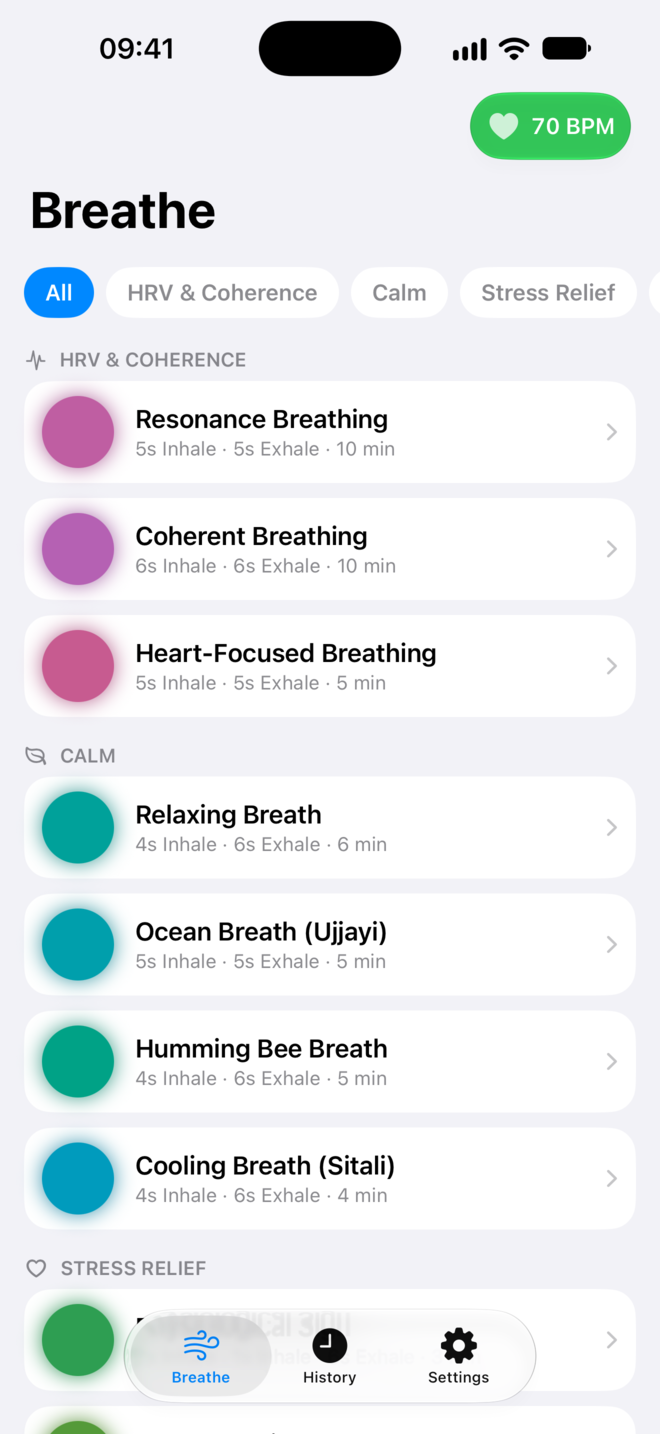 09:41
70 BPM
Breathe
All
HRV & Coherence
Calm
Stress Relief
HRV & COHERENCE
Resonance Breathing
5s Inhale · 5s Exhale · 10 min
Coherent Breathing
6s Inhale · 6s Exhale · 10 min
Heart-Focused Breathing
5s Inhale · 5s Exhale · 5 min
CALM
Relaxing Breath
4s Inhale · 6s Exhale · 6 min
Ocean Breath (Ujjayi)
5s Inhale · 5s Exhale · 5 min
Humming Bee Breath
4s Inhale · 6s Exhale · 5 min
Cooling Breath (Sitali)
4s Inhale · 6s Exhale · 4 min
STRESS RELIEF
Breathe
History
Settings